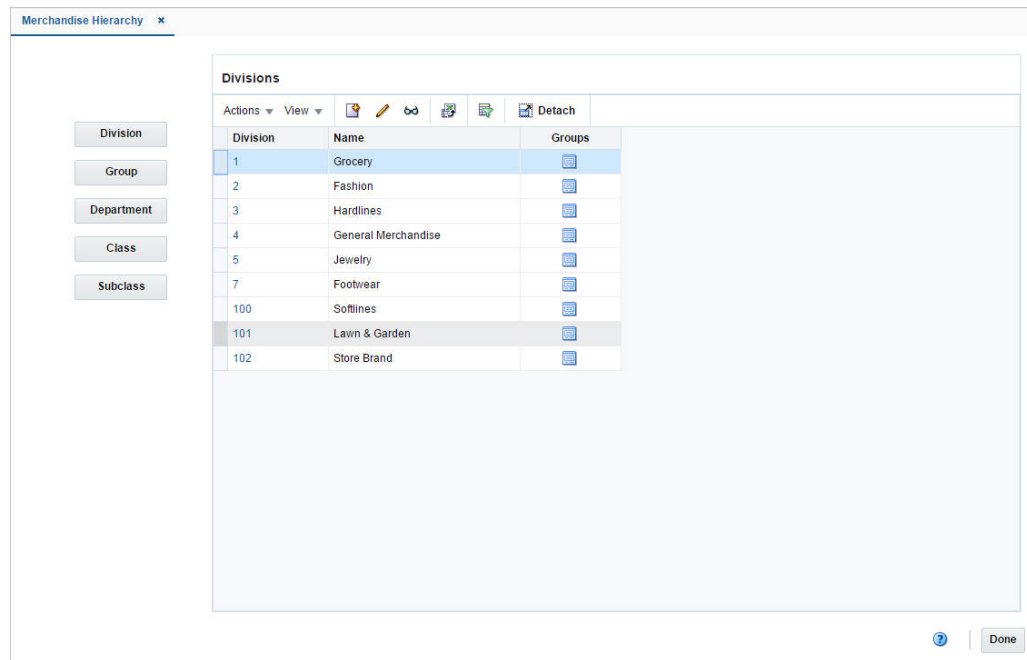 Merchandise Hierarchy
Divisions
Actions View Detach
Division
Group
Department
Class
Subclass
Division Name Groups
1 Grocery
2 Fashion
3 Hardlines
4 General Merchandise
5 Jewelry
7 Footwear
100 Softlines
101 Lawn & Garden
102 Store Brand
? Done